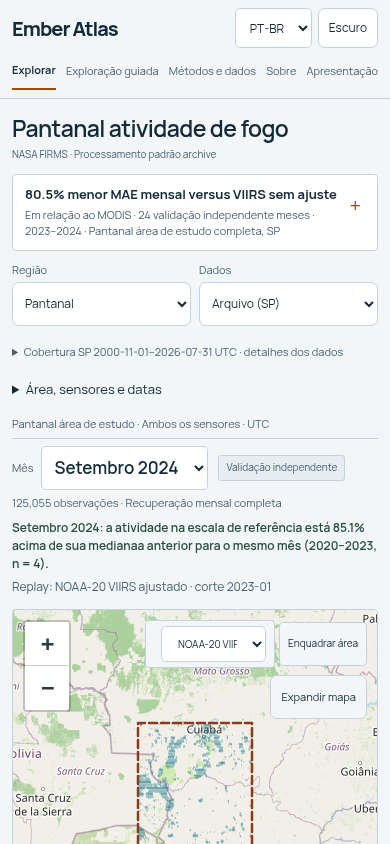 Ember Atlas
PT-BR
Escuro
Explorar
Exploração guiada
Métodos e dados
Sobre
Apresentação
Pantanal atividade de fogo
NASA FIRMS · Processamento padrão archive
80.5% menor MAE mensal versus VIIRS sem ajuste
+
Em relação ao MODIS · 24 validação independente meses ·
2023–2024 · Pantanal área de estudo completa, SP
Região
Dados
Pantanal
Arquivo (SP)
Cobertura SP 2000-11-01–2026-07-31 UTC · detalhes dos dados
Área, sensores e datas
Pantanal área de estudo · Ambos os sensores · UTC
Mês
Setembro 2024
Validação independente
125,055 observações · Recuperação mensal completa
Setembro 2024: a atividade na escala de referência está 85.1%
acima de sua mediana anterior para o mesmo mês (2020–2023,
n = 4).
Replay: NOAA-20 VIIRS ajustado · corte 2023-01
+
−
NOAA-20 VIIF
Enquadrar área
Mato Grosso
Expandir mapa
Cuiabá
Goiás
olivia
Santa Cruz
Goiânia
Santa Cruz
de la Sierra
Uber